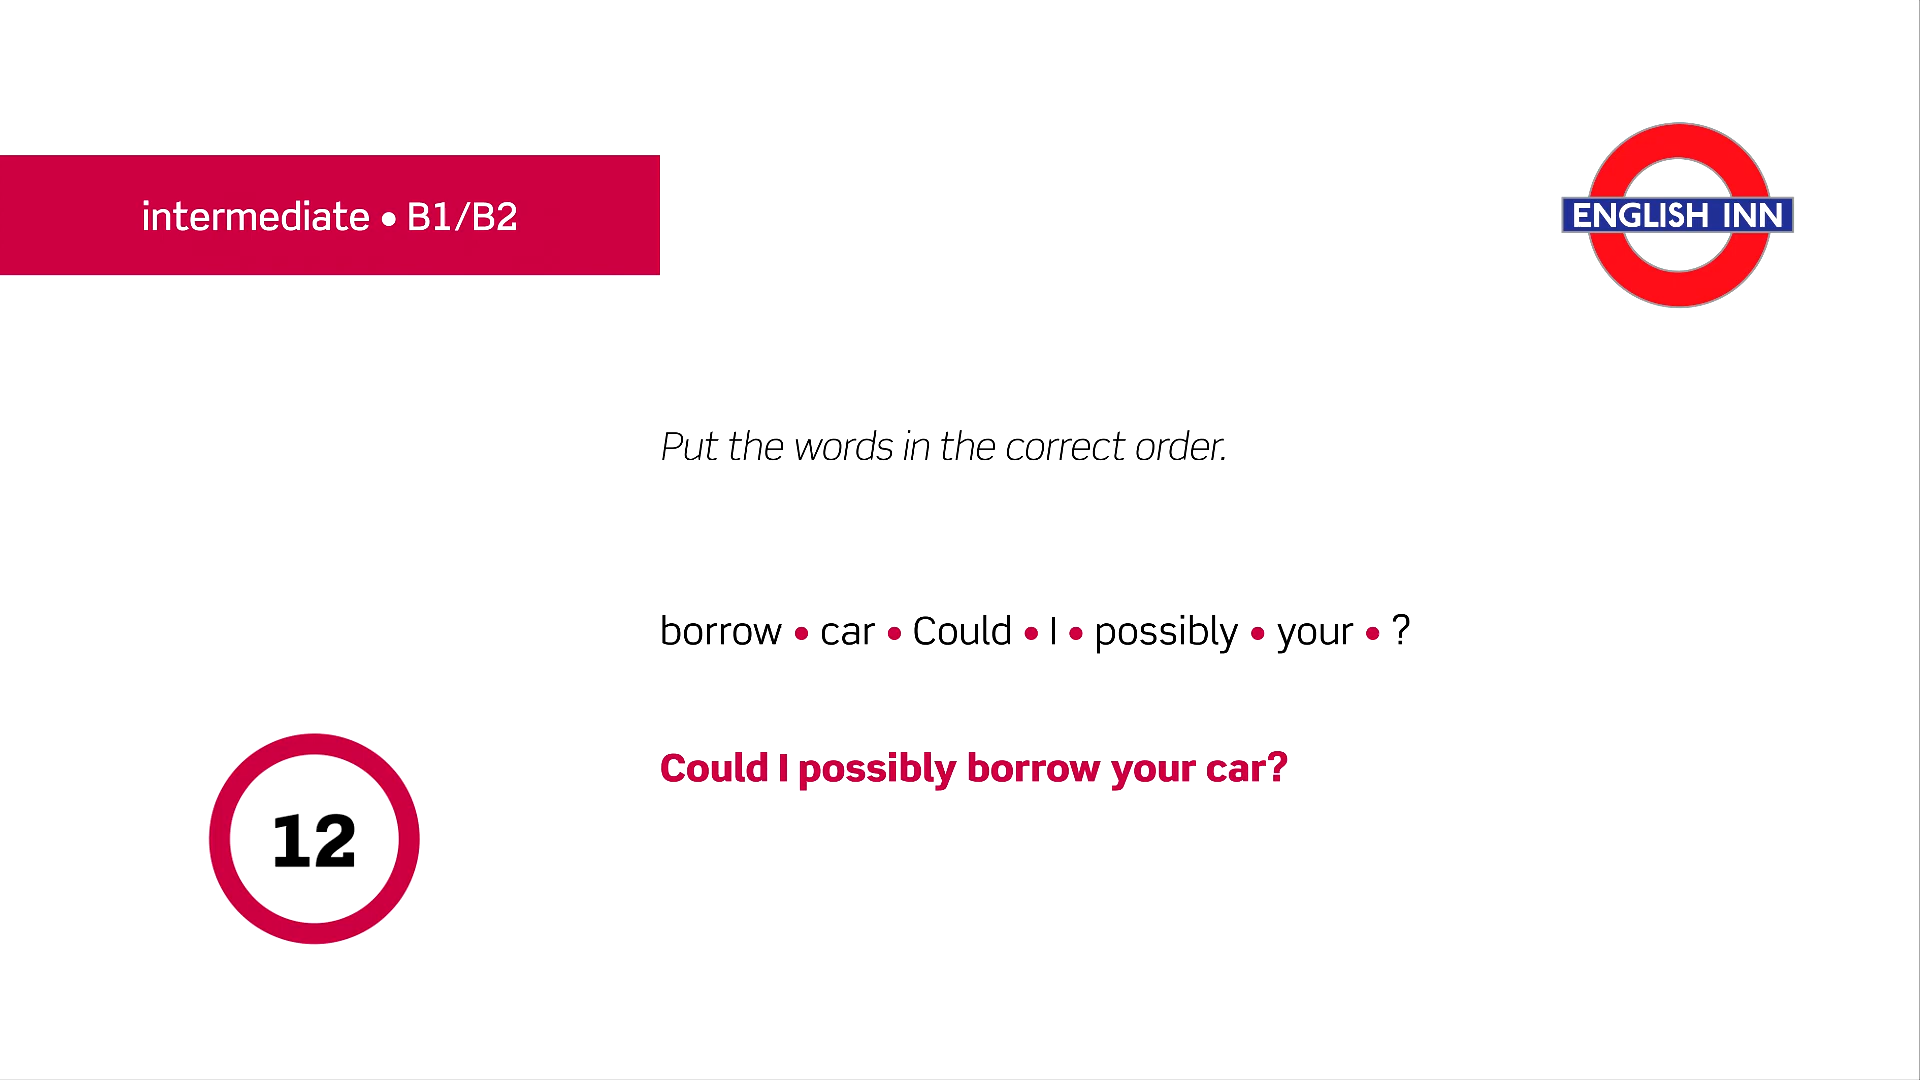 intermediate • B1/B2
ENGLISH INN
Put the words in the correct order.
borrow • car • Could • I • possibly • your • ?
Could I possibly borrow your car?
12